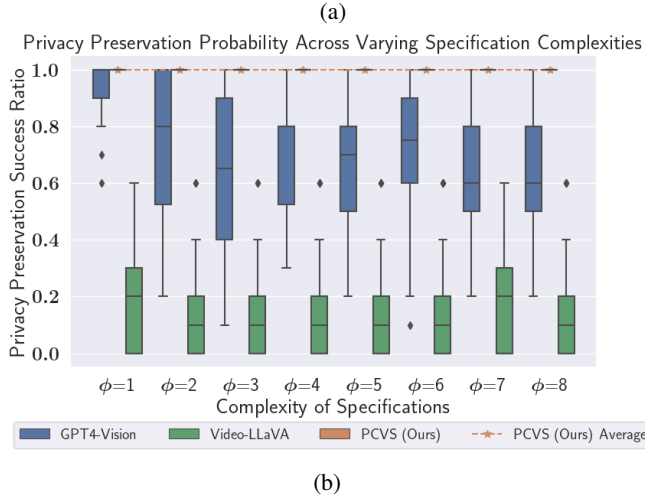 (a)
Privacy Preservation Probability Across Varying Specification Complexities
Privacy Preservation Success Ratio
1.0
0.8
0.6
0.4
0.2
0.0
ϕ=1 ϕ=2 ϕ=3 ϕ=4 ϕ=5 ϕ=6 ϕ=7 ϕ=8
Complexity of Specifications
GPT4-Vision Video-LLaVA PCVS (Ours) PCVS (Ours) Average
(b)